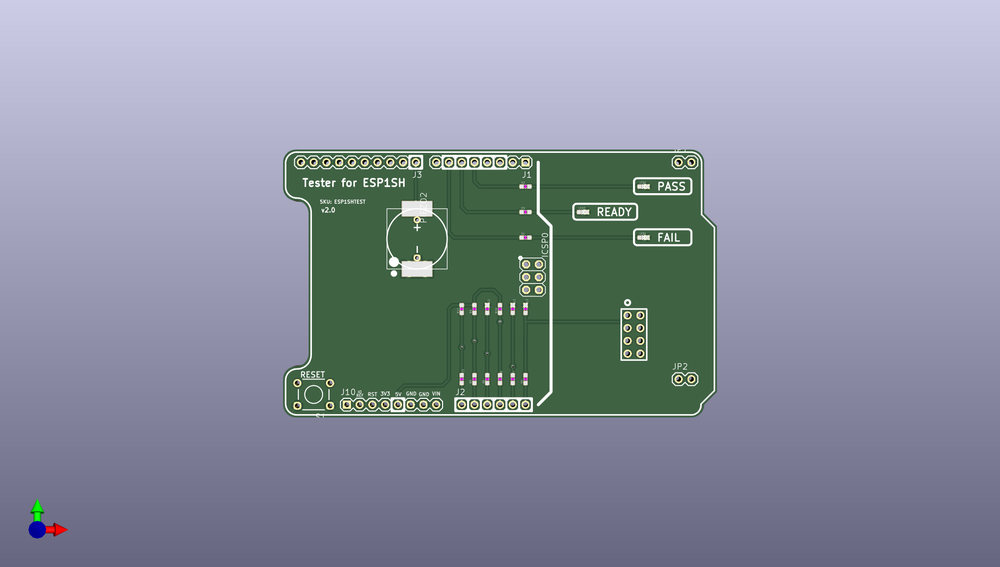 J3
J1
Tester for ESP1SH
PASS
SKU: ESP1SHTEST
v2.0
READY
FAIL
ICSP0
RESET
JP2
J10
RST
3V3
5V
GND
GND
VIN
J2